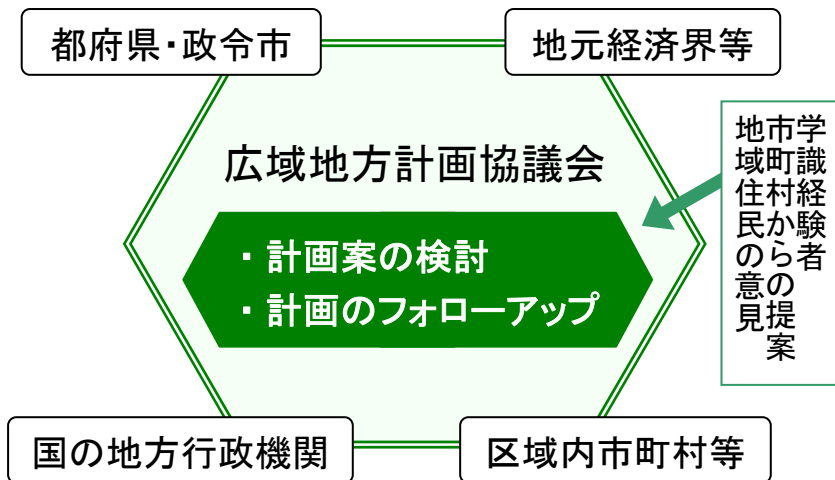 都府県・政令市
地元経済界等
広域地方計画協議会
・計画案の検討
・計画のフォローアップ
学識経験者
市町村からの提案
地域住民の意見
国の地方行政機関
区域内市町村等